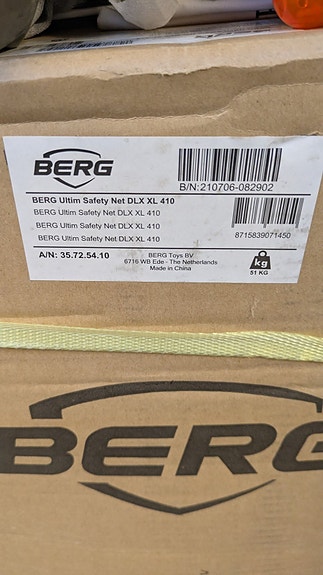 BERG
B/N:210706-082902
BERG Ultim Safety Net DLX XL 410
BERG Ultim Safety Net DLX XL 410
BERG Ultim Safety Net DLX XL 410
BERG Ultim Safety Net DLX XL 410
8715839071450
A/N: 35.72.54.10
BERG Toys BV
6716 WB Ede - The Netherlands
Made in China
kg
51 KG
BERG